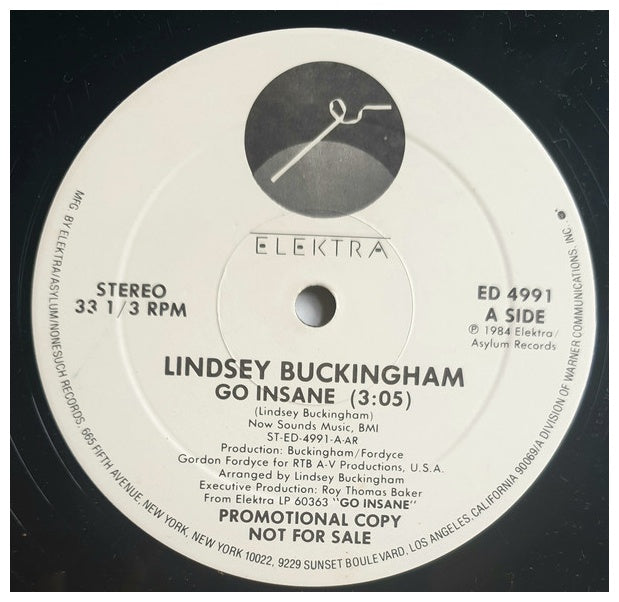 ELEKTRA
STEREO
33 1/3 RPM
ED 4991
A SIDE
Ⓟ 1984 Elektra/
Asylum Records
LINDSEY BUCKINGHAM
GO INSANE (3:05)
(Lindsey Buckingham)
Now Sounds Music, BMI
ST-ED-4991-A-AR
Production: Buckingham/Fordyce
Gordon Fordyce for RTB A-V Productions, U.S.A.
Arranged by Lindsey Buckingham
Executive Production: Roy Thomas Baker
From Elektra LP 60363 "GO INSANE"
PROMOTIONAL COPY
NOT FOR SALE
MFG. BY ELEKTRA/ASYLUM/NONESUCH RECORDS, 665 FIFTH AVENUE, NEW YORK, NEW YORK 10022, 9229 SUNSET BOULEVARD, LOS ANGELES, CALIFORNIA 90069/A DIVISION OF WARNER COMMUNICATIONS, INC.